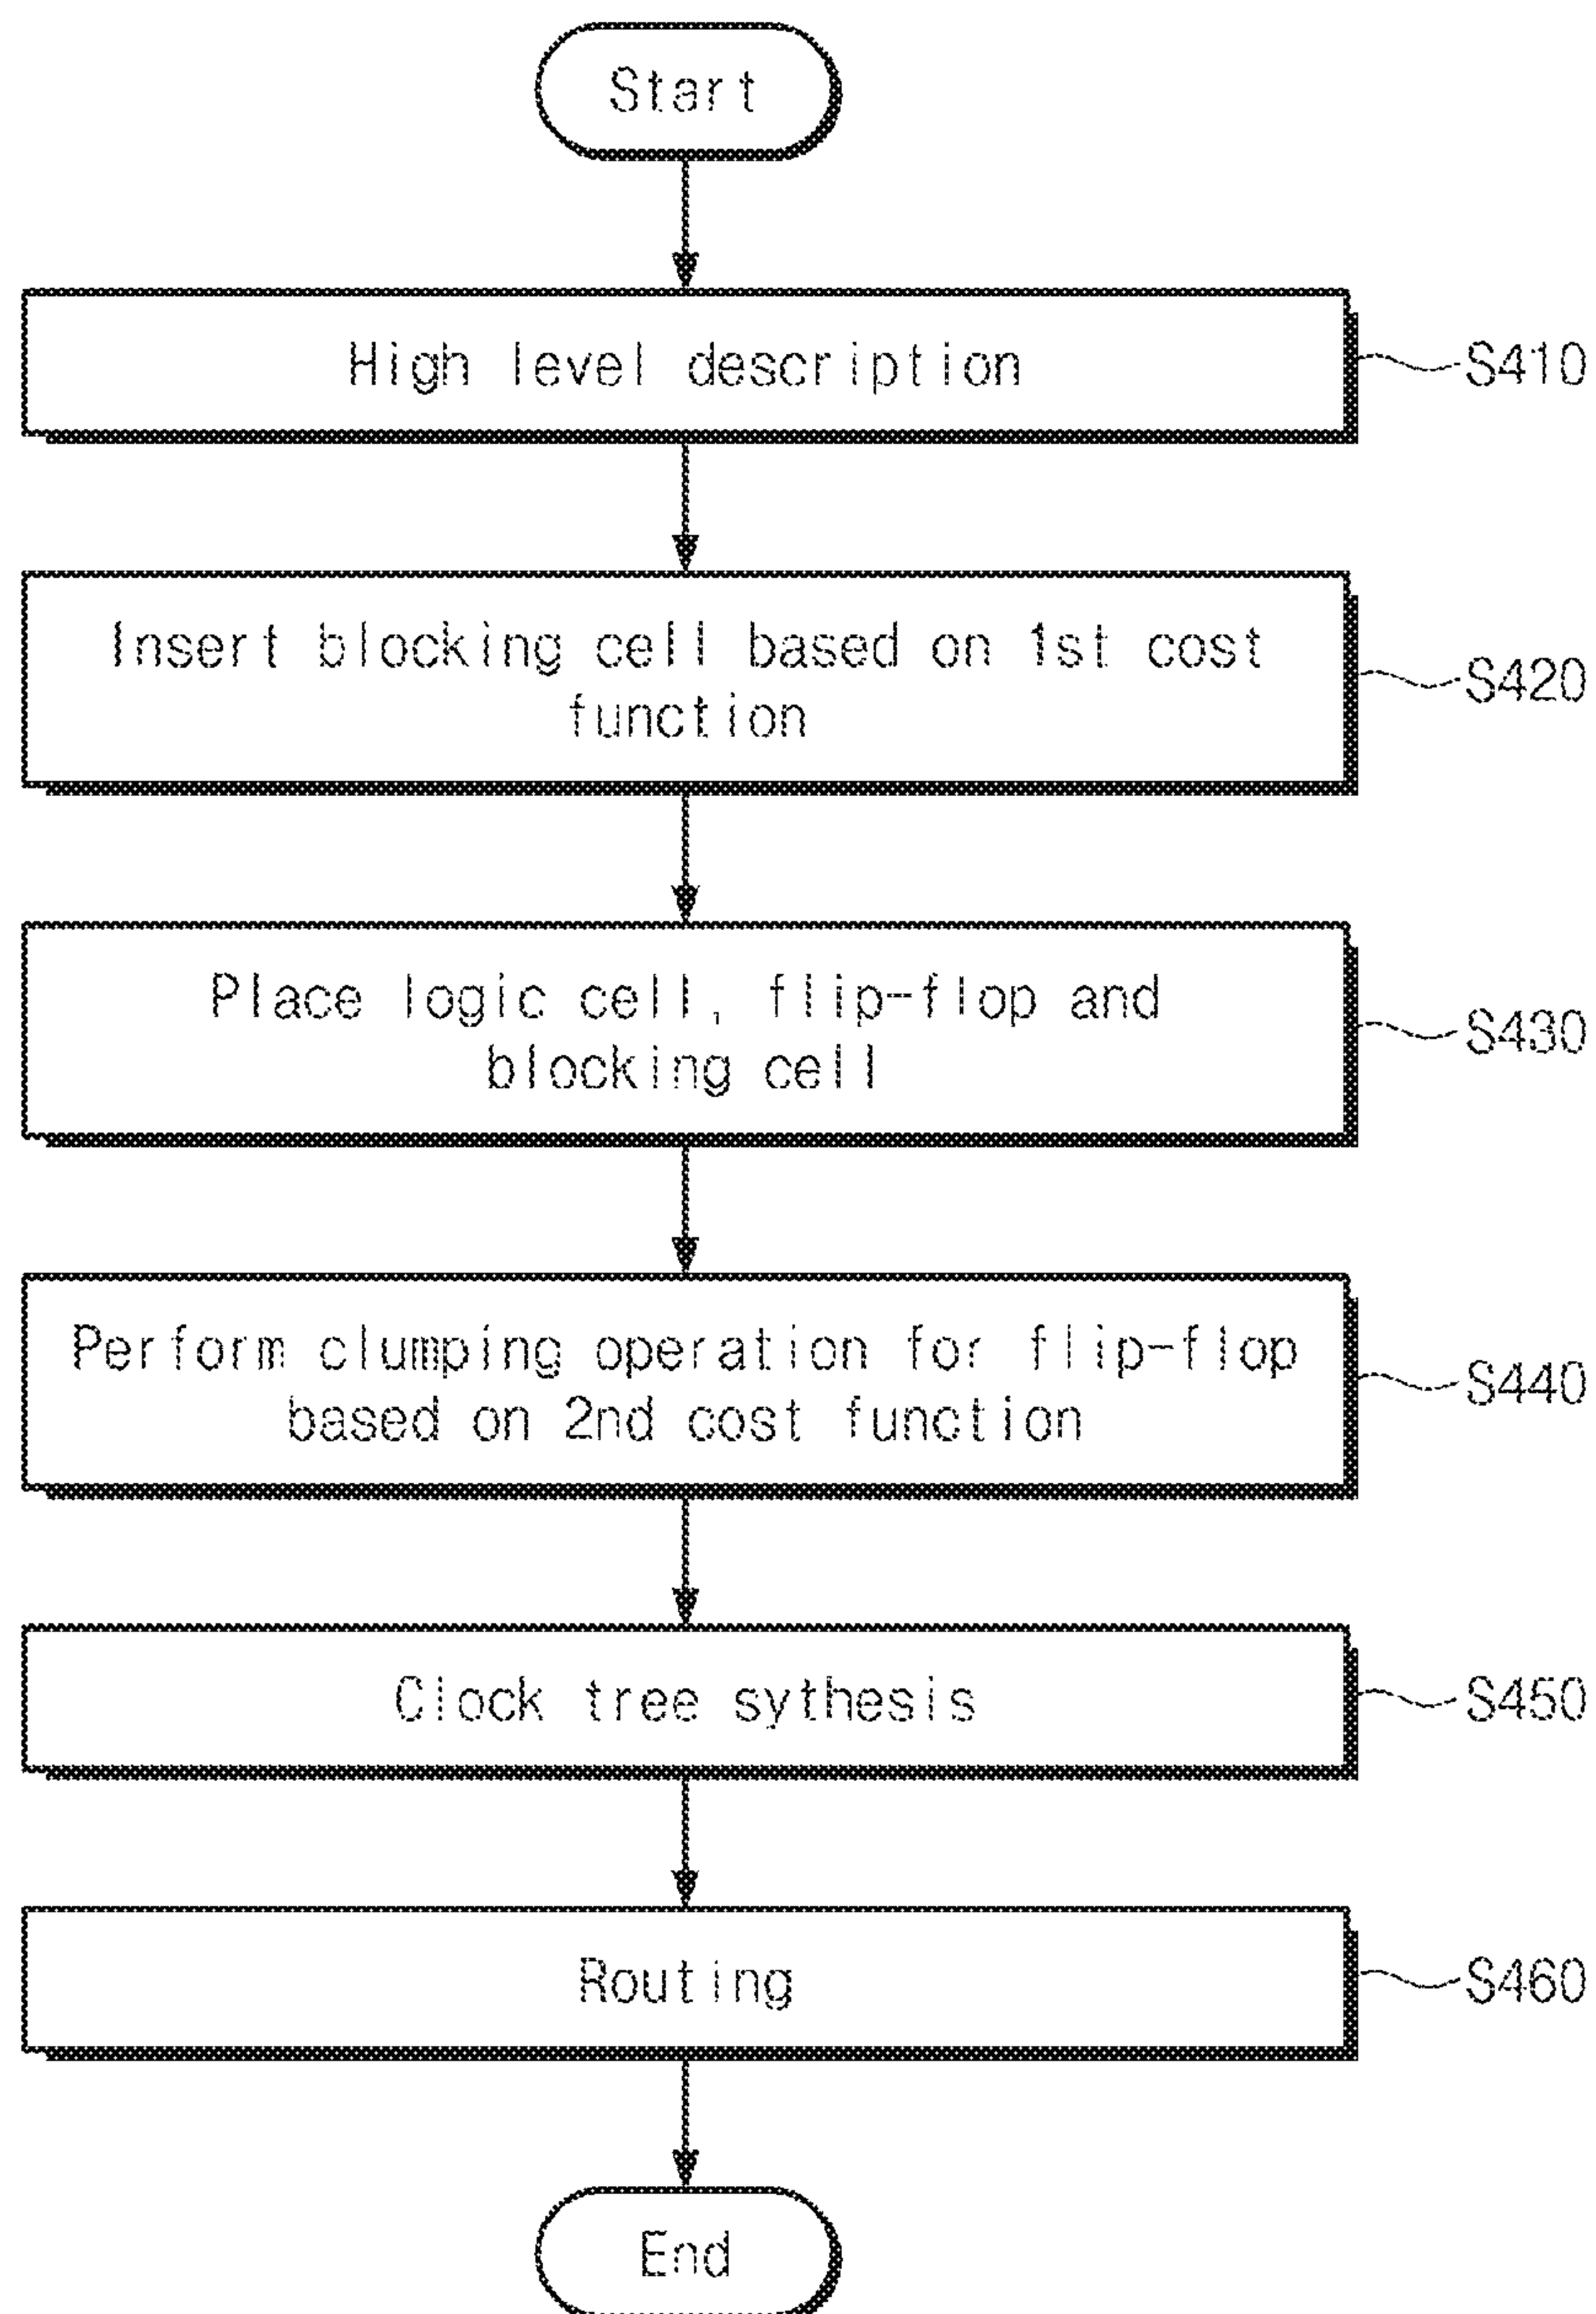 Start
High level description
S410
Insert blocking cell based on 1st cost
function
S420
Place logic cell, flip-flop and
blocking cell
S430
Perform clumping operation for flip-flop
based on 2nd cost function
S440
Clock tree sythesis
S450
Routing
S460
End